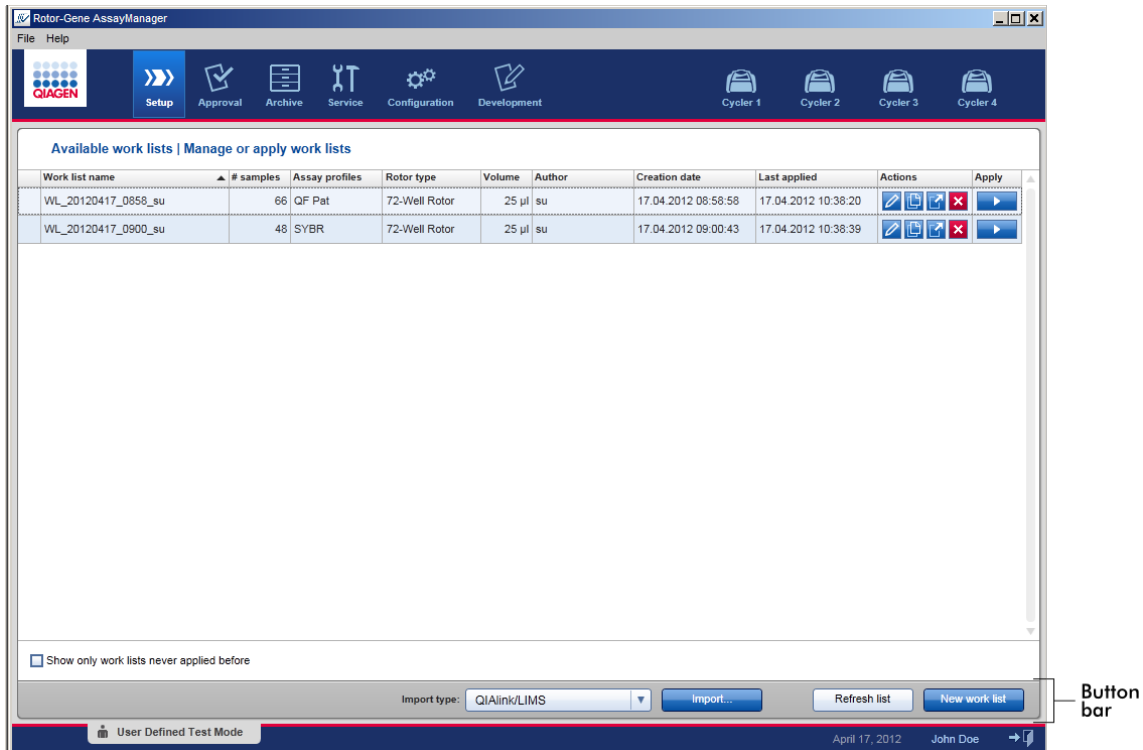 Rotor-Gene AssayManager
File Help
QIAGEN
Setup Approval Archive Service Configuration Development Cycler 1 Cycler 2 Cycler 3 Cycler 4
Available work lists | Manage or apply work lists
Work list name # samples Assay profiles Rotor type Volume Author Creation date Last applied Actions Apply
WL_20120417_0858_su 66 QF Pat 72-Well Rotor 25 µl su 17.04.2012 08:58:58 17.04.2012 10:38:20
WL_20120417_0900_su 48 SYBR 72-Well Rotor 25 µl su 17.04.2012 09:00:43 17.04.2012 10:38:39
Show only work lists never applied before
Import type: QIAlink/LIMS Import... Refresh list New work list
Button
bar
User Defined Test Mode April 17, 2012 John Doe